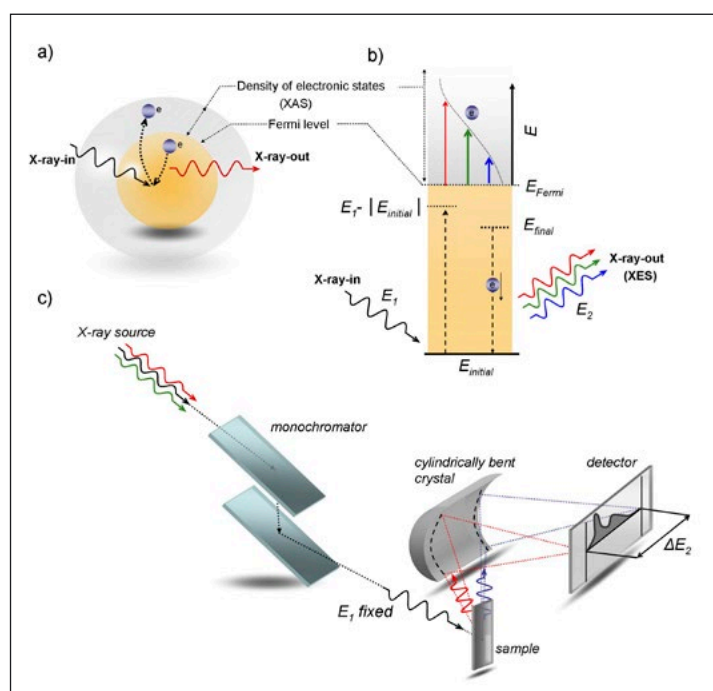 a)
b)
e
e
Density of electronic states
(XAS)
Fermi level
X-ray-in
X-ray-out
e
E
E_Fermi
E_1- |E_initial|
E_final
X-ray-in
E_1
e
X-ray-out
(XES)
E_2
E_initial
c)
X-ray source
monochromator
cylindrically bent
crystal
detector
ΔE_2
E_1 fixed
sample